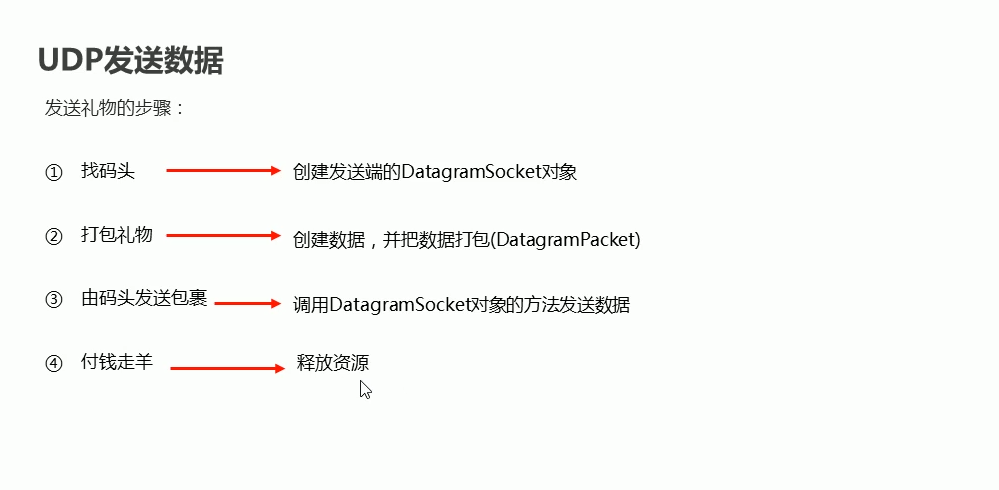 UDP发送数据
发送礼物的步骤：
① 找码头 创建发送端的DatagramSocket对象
② 打包礼物 创建数据，并把数据打包(DatagramPacket)
③ 由码头发送包裹 调用DatagramSocket对象的方法发送数据
④ 付钱走羊 释放资源